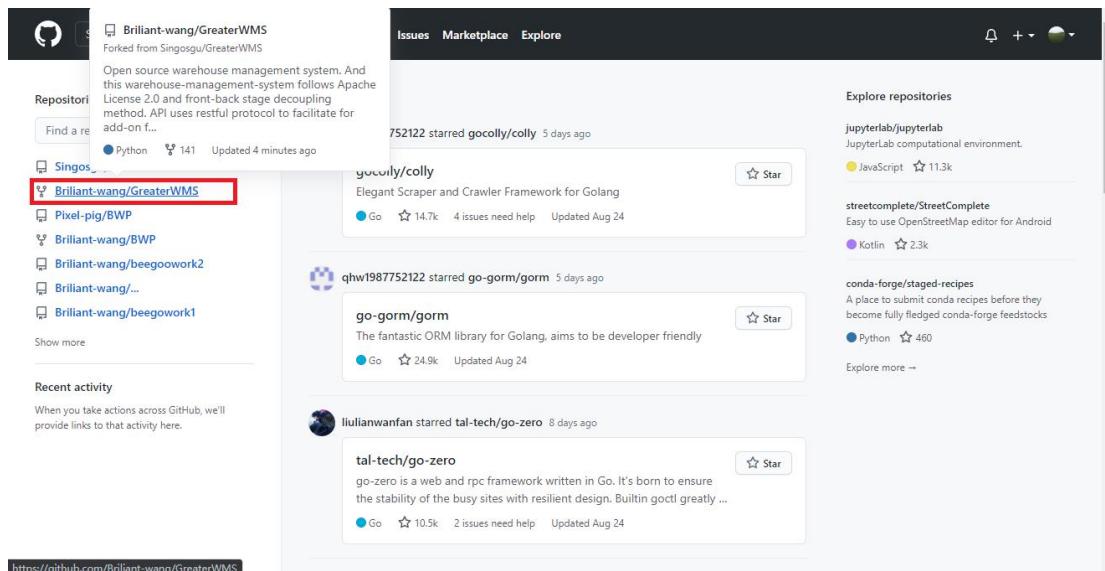 S
Issues Marketplace Explore
Briliant-wang/GreaterWMS
Forked from Singosgu/GreaterWMS
Open source warehouse management system. And
this warehouse-management-system follows Apache
License 2.0 and front-back stage decoupling
method. API uses restful protocol to facilitate for
add-on f...
Python 141 Updated 4 minutes ago
Repositori
Find a re
Singosg
Briliant-wang/GreaterWMS
Pixel-pig/BWP
Briliant-wang/BWP
Briliant-wang/beegoowork2
Briliant-wang/...
Briliant-wang/beegowork1
Show more
Recent activity
When you take actions across GitHub, we'll
provide links to that activity here.
752122 starred gocolly/colly 5 days ago
gocolly/colly
Star
Elegant Scraper and Crawler Framework for Golang
Go 14.7k 4 issues need help Updated Aug 24
qhw1987752122 starred go-gorm/gorm 5 days ago
go-gorm/gorm
Star
The fantastic ORM library for Golang, aims to be developer friendly
Go 24.9k Updated Aug 24
liulianwanfan starred tal-tech/go-zero 8 days ago
tal-tech/go-zero
Star
go-zero is a web and rpc framework written in Go. It's born to ensure
the stability of the busy sites with resilient design. Builtin goctl greatly ...
Go 10.5k 2 issues need help Updated Aug 24
Explore repositories
jupyterlab/jupyterlab
JupyterLab computational environment.
JavaScript 11.3k
streetcomplete/StreetComplete
Easy to use OpenStreetMap editor for Android
Kotlin 2.3k
conda-forge/staged-recipes
A place to submit conda recipes before they
become fully fledged conda-forge feedstocks
Python 460
Explore more →
https://github.com/Briliant-wang/GreaterWMS